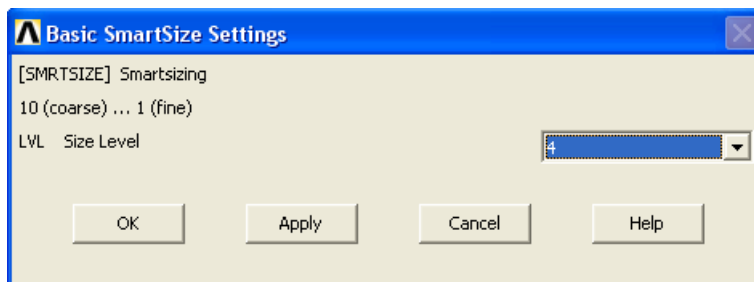 Basic SmartSize Settings
[SMRTSIZE] Smartsizing
10 (coarse) ... 1 (fine)
LVL Size Level 4
OK Apply Cancel Help